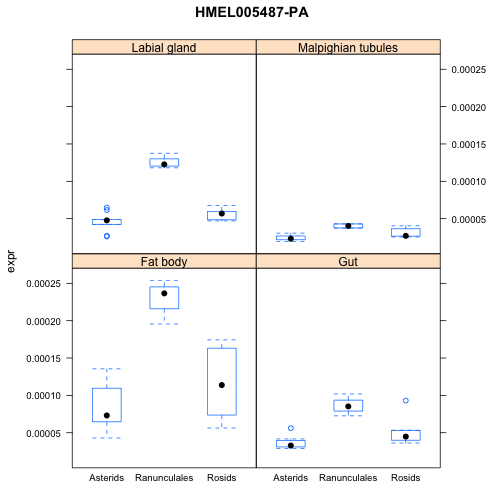 HMEL005487-PA
Labial gland
Malpighian tubules
0.00025
0.00020
0.00015
0.00010
0.00005
expr
Fat body
Gut
0.00025
0.00020
0.00015
0.00010
0.00005
Asterids Ranunculales Rosids
Asterids Ranunculales Rosids